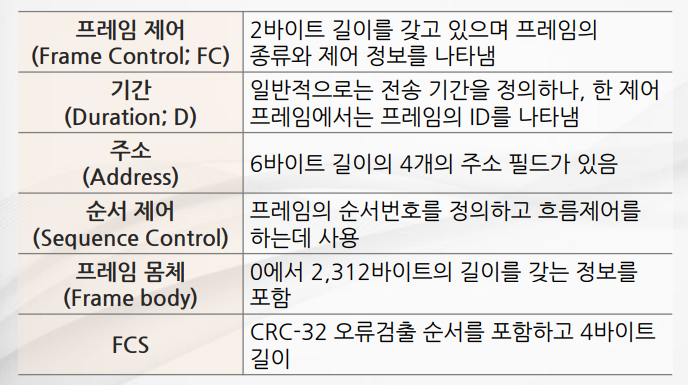 프레임 제어
(Frame Control; FC)
2바이트 길이를 갖고 있으며 프레임의
종류와 제어 정보를 나타냄
기간
(Duration; D)
일반적으로는 전송 기간을 정의하나, 한 제어
프레임에서는 프레임의 ID를 나타냄
주소
(Address)
6바이트 길이의 4개의 주소 필드가 있음
순서 제어
(Sequence Control)
프레임의 순서번호를 정의하고 흐름제어를
하는데 사용
프레임 몸체
(Frame body)
0에서 2,312바이트의 길이를 갖는 정보를
포함
FCS
CRC-32 오류검출 순서를 포함하고 4바이트
길이